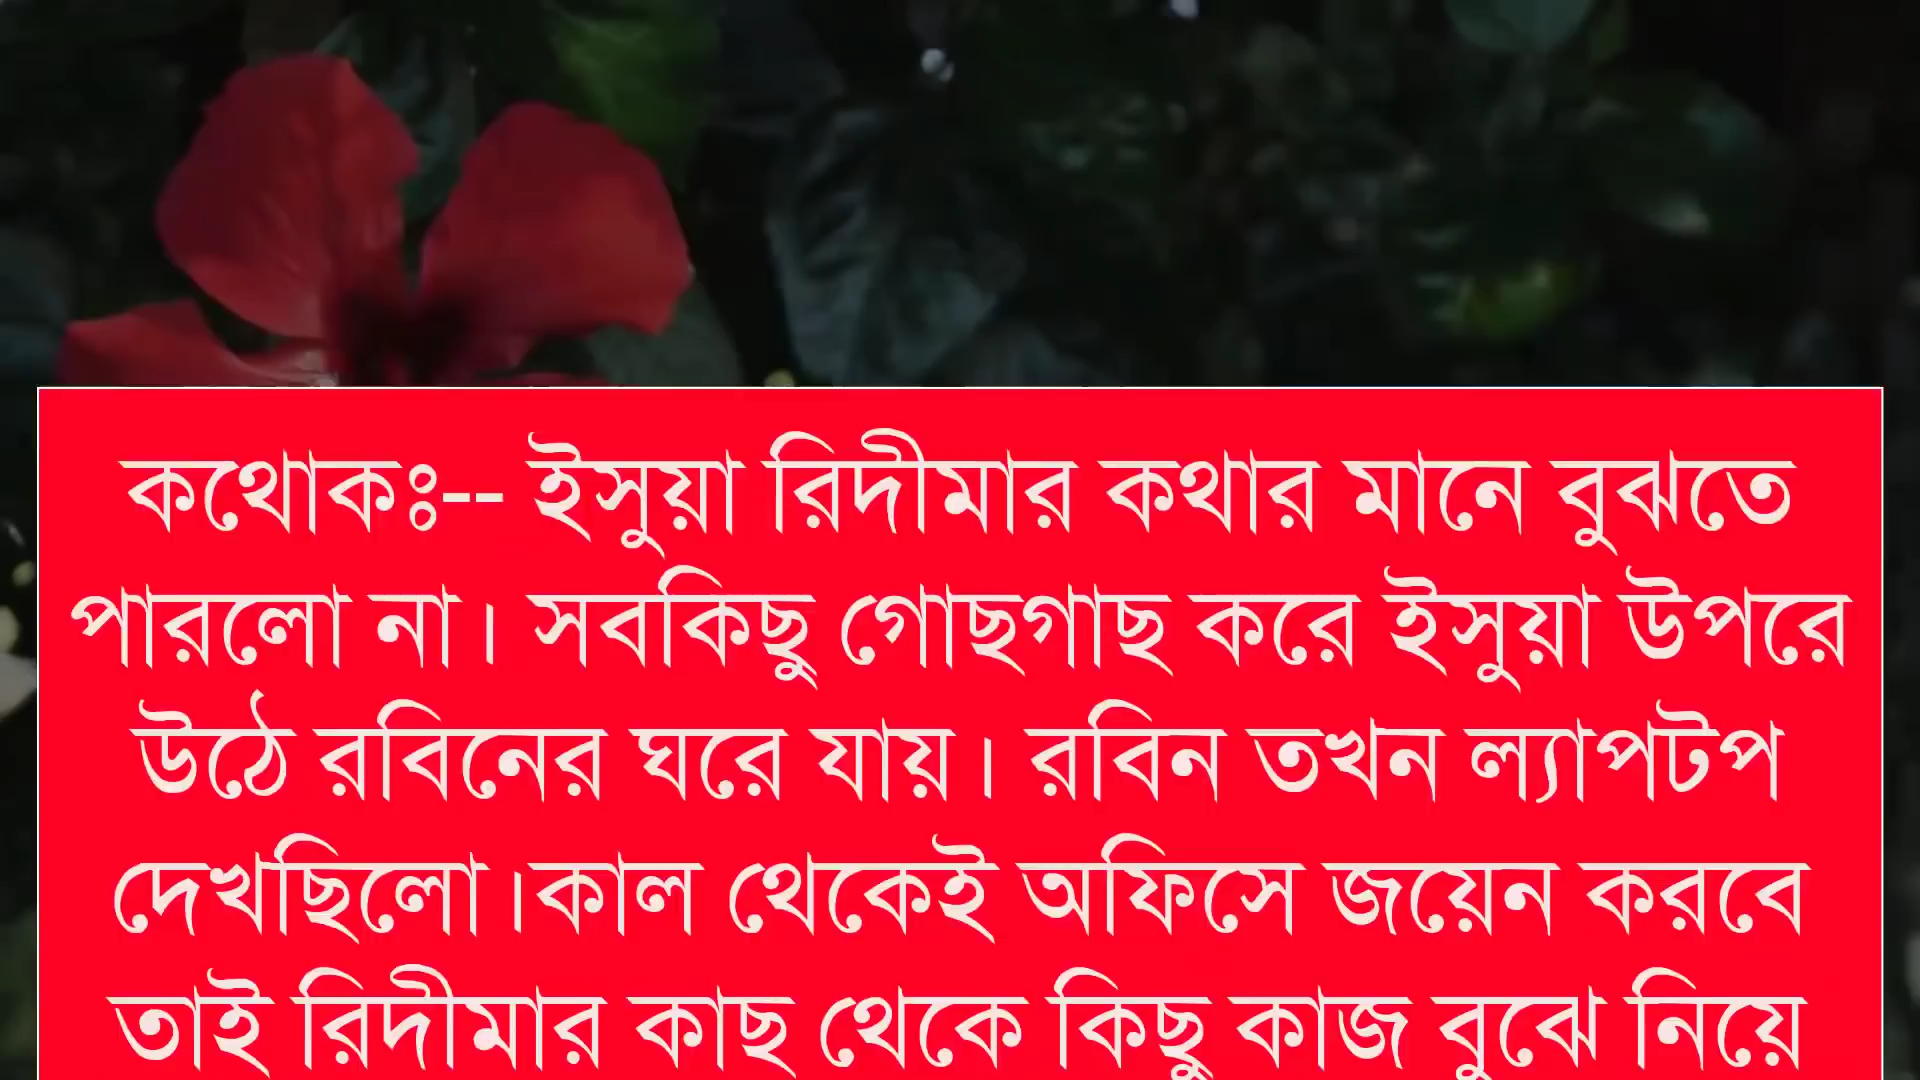 কথোকঃ-- ইসুয়া রিদীমার কথার মানে বুঝতে
পারলো না। সবকিছু গোছগাছ করে ইসুয়া উপরে
উঠে রবিনের ঘরে যায়। রবিন তখন ল্যাপটপ
দেখছিলো।কাল থেকেই অফিসে জয়েন করবে
তাই রিদীমার কাছ থেকে কিছু কাজ বুঝে নিয়ে